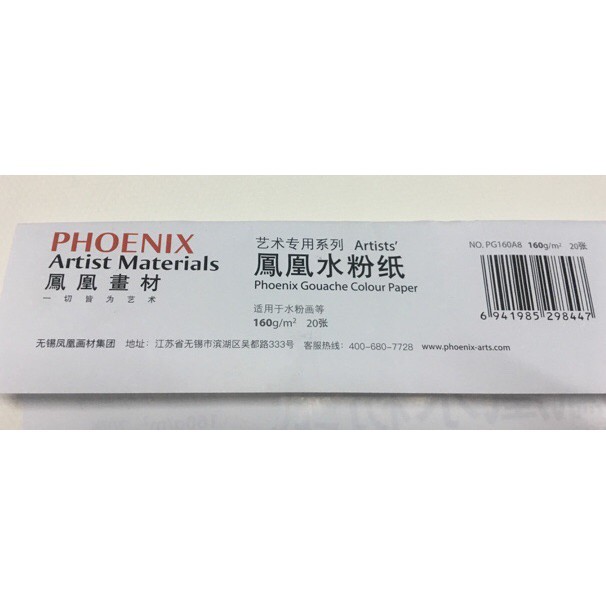 PHOENIX
Artist Materials
鳳凰畫材
一切皆为艺术
艺术专用系列 Artists'
鳳凰水粉纸
Phoenix Gouache Colour Paper
适用于水粉画等
160g/m² 20张
NO. PG160A8 160g/m² 20张
6 941985 298447
无锡凤凰画材集团 地址：江苏省无锡市滨湖区吴都路333号 客服热线：400-680-7728 www.phoenix-arts.com